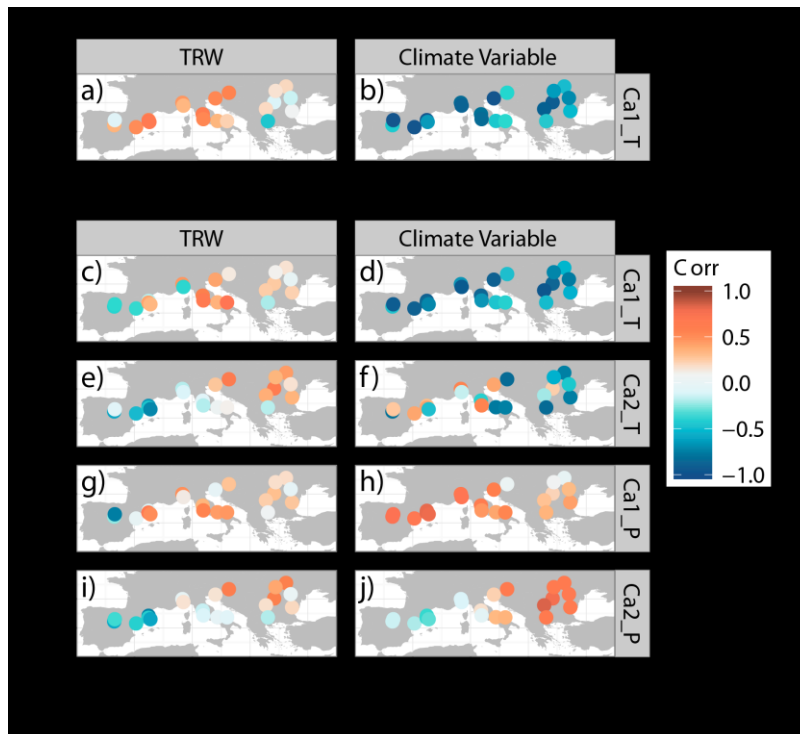 TRW
Climate Variable
a)
b)
Ca1_T
TRW
Climate Variable
c)
d)
Ca1_T
e)
f)
Ca2_T
g)
h)
Ca1_P
i)
j)
Ca2_P
Corr
1.0
0.5
0.0
−0.5
−1.0